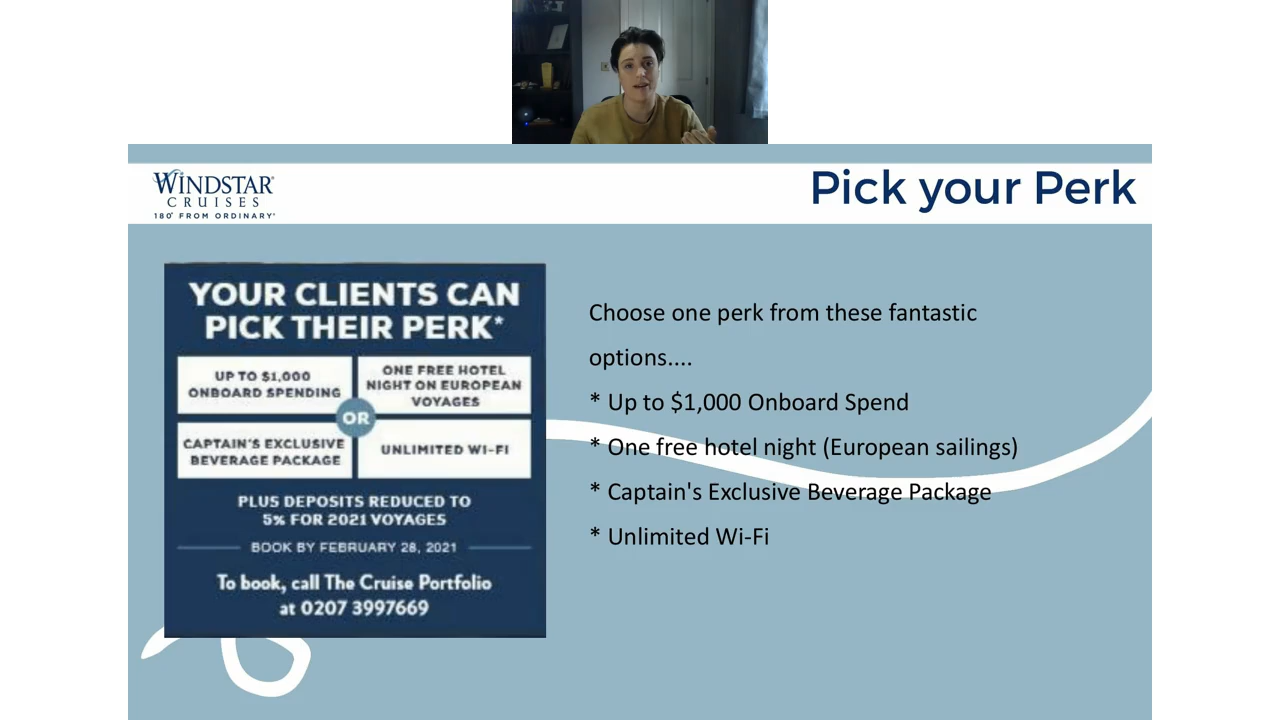 WINDSTAR
CRUISES
180° FROM ORDINARY
Pick your Perk
YOUR CLIENTS CAN
PICK THEIR PERK*
UP TO $1,000
ONBOARD SPENDING
ONE FREE HOTEL
NIGHT ON EUROPEAN
VOYAGES
OR
CAPTAIN'S EXCLUSIVE
BEVERAGE PACKAGE
UNLIMITED WI-FI
PLUS DEPOSITS REDUCED TO
5% FOR 2021 VOYAGES
BOOK BY FEBRUARY 28, 2021
To book, call The Cruise Portfolio
at 0207 3997669
Choose one perk from these fantastic
options....
* Up to $1,000 Onboard Spend
* One free hotel night (European sailings)
* Captain's Exclusive Beverage Package
* Unlimited Wi-Fi